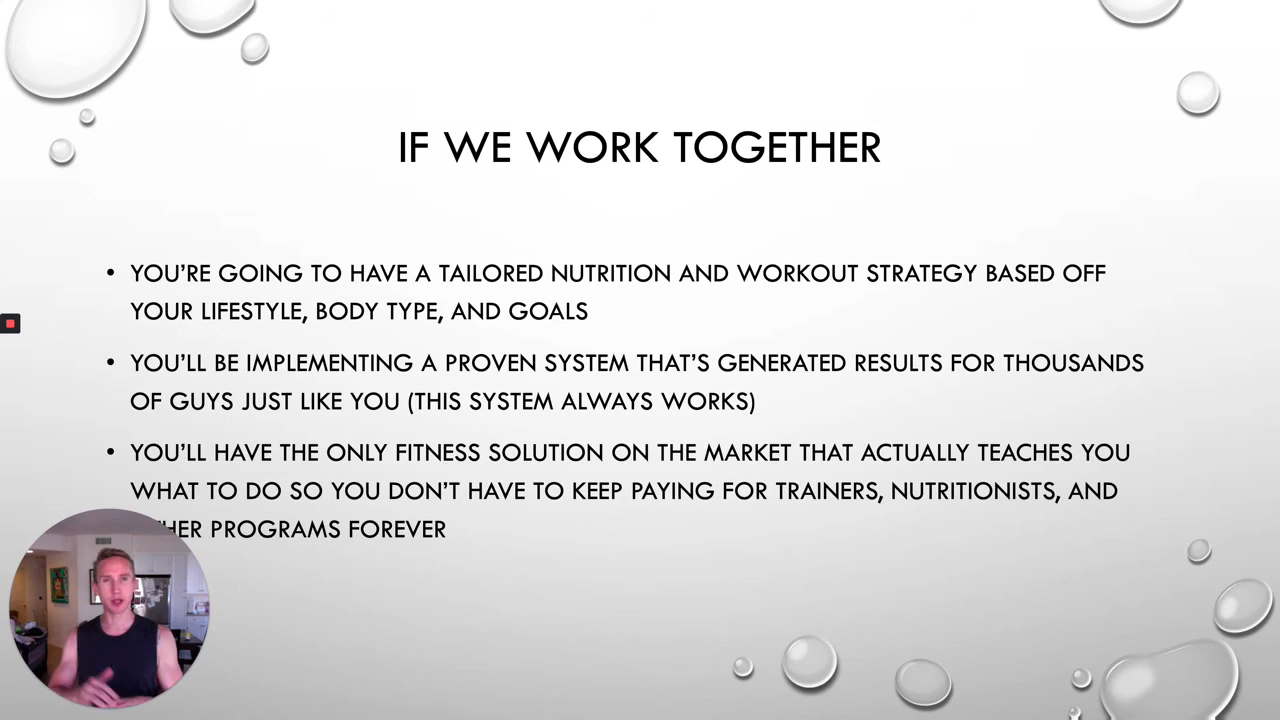 IF WE WORK TOGETHER
• YOU'RE GOING TO HAVE A TAILORED NUTRITION AND WORKOUT STRATEGY BASED OFF
YOUR LIFESTYLE, BODY TYPE, AND GOALS
• YOU'LL BE IMPLEMENTING A PROVEN SYSTEM THAT'S GENERATED RESULTS FOR THOUSANDS
OF GUYS JUST LIKE YOU (THIS SYSTEM ALWAYS WORKS)
• YOU'LL HAVE THE ONLY FITNESS SOLUTION ON THE MARKET THAT ACTUALLY TEACHES YOU
WHAT TO DO SO YOU DON'T HAVE TO KEEP PAYING FOR TRAINERS, NUTRITIONISTS, AND
PROGRAMS FOREVER